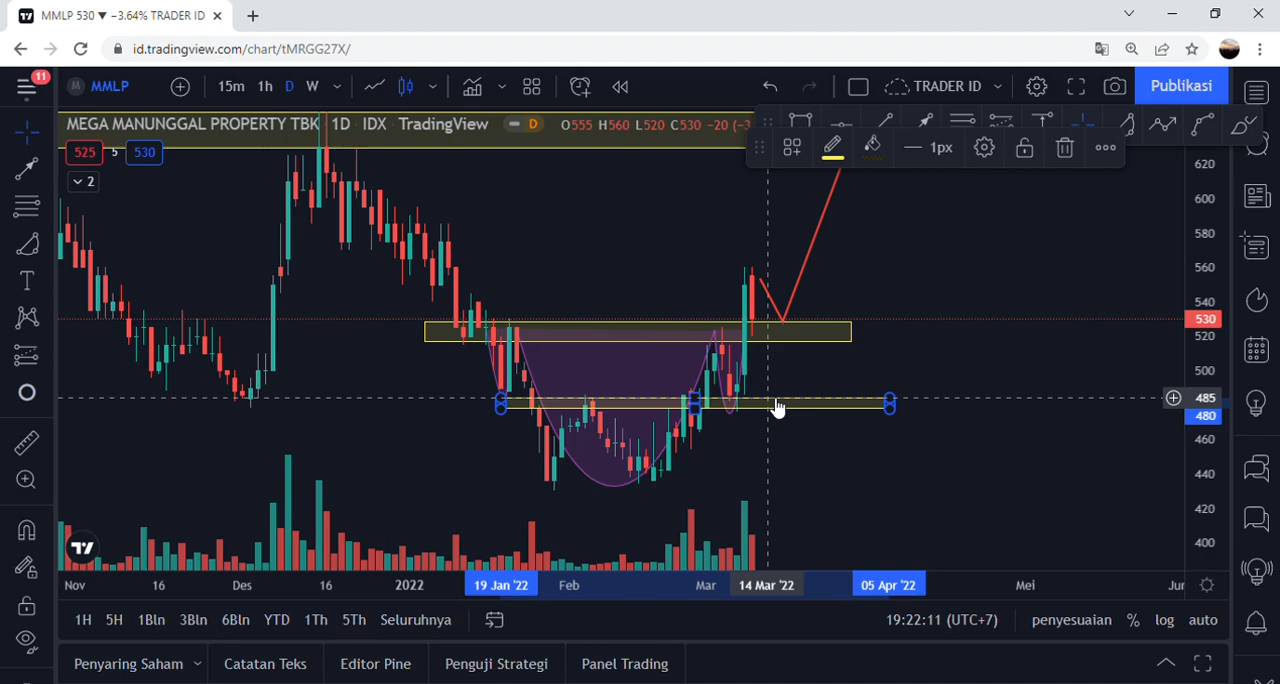 MMLP 530 ▼ −3.64% TRADER ID
id.tradingview.com/chart/tMRGG27X/
11
M MMLP
15m 1h D W
TRADER ID
Publikasi
MEGA MANUNGGAL PROPERTY TBK 1D IDX TradingView
D
O555 H560 L520 C530 −20 (−3
1px
525 5 530
2
620
600
580
560
540
530
520
500
485
480
460
440
420
400
Nov 16 Des 16 2022 19 Jan '22 Feb Mar 14 Mar '22 05 Apr '22 Mei Jun
1H 5H 1Bln 3Bln 6Bln YTD 1Th 5Th Seluruhnya
19:22:11 (UTC+7) penyesuaian % log auto
Penyaring Saham Catatan Teks Editor Pine Penguji Strategi Panel Trading